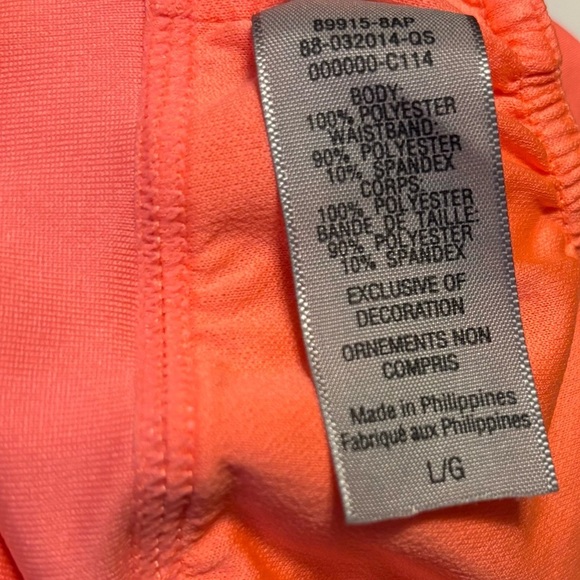 89915-8AP
88-032014-QS
000000-C114
BODY:
100% POLYESTER
WAISTBAND:
90% POLYESTER
10% SPANDEX
CORPS:
100% POLYESTER
BANDE DE TAILLE:
90% POLYESTER
10% SPANDEX
EXCLUSIVE OF
DECORATION
ORNEMENTS NON
COMPRIS
Made in Philippines
Fabriqué aux Philippines
L/G